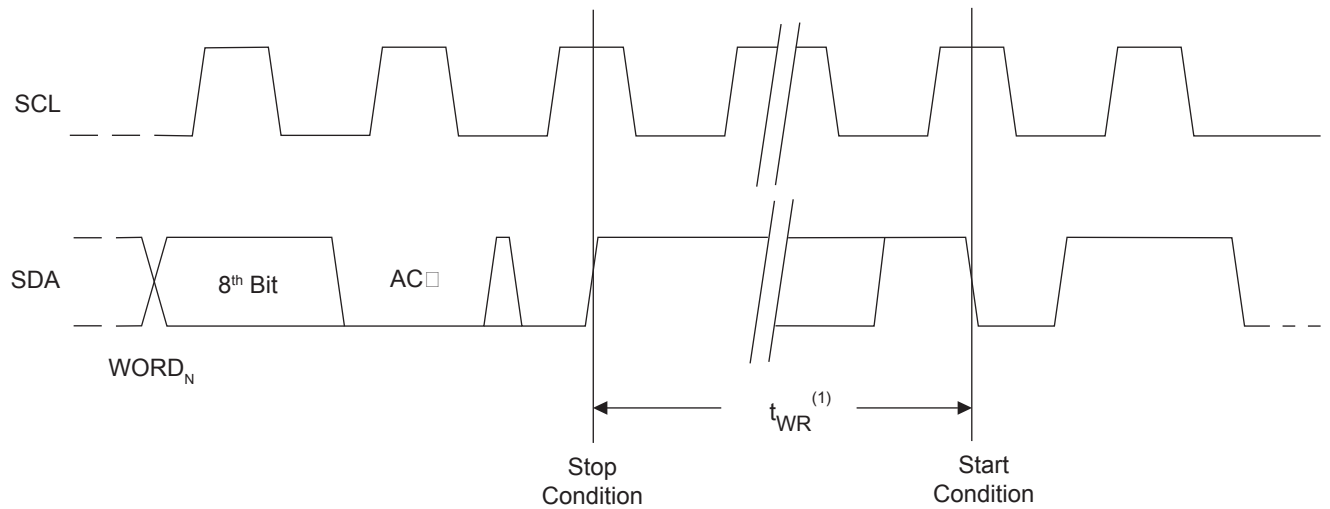 SCL
SDA
8th Bit
AC□
WORDN
tWR(1)
Stop
Condition
Start
Condition